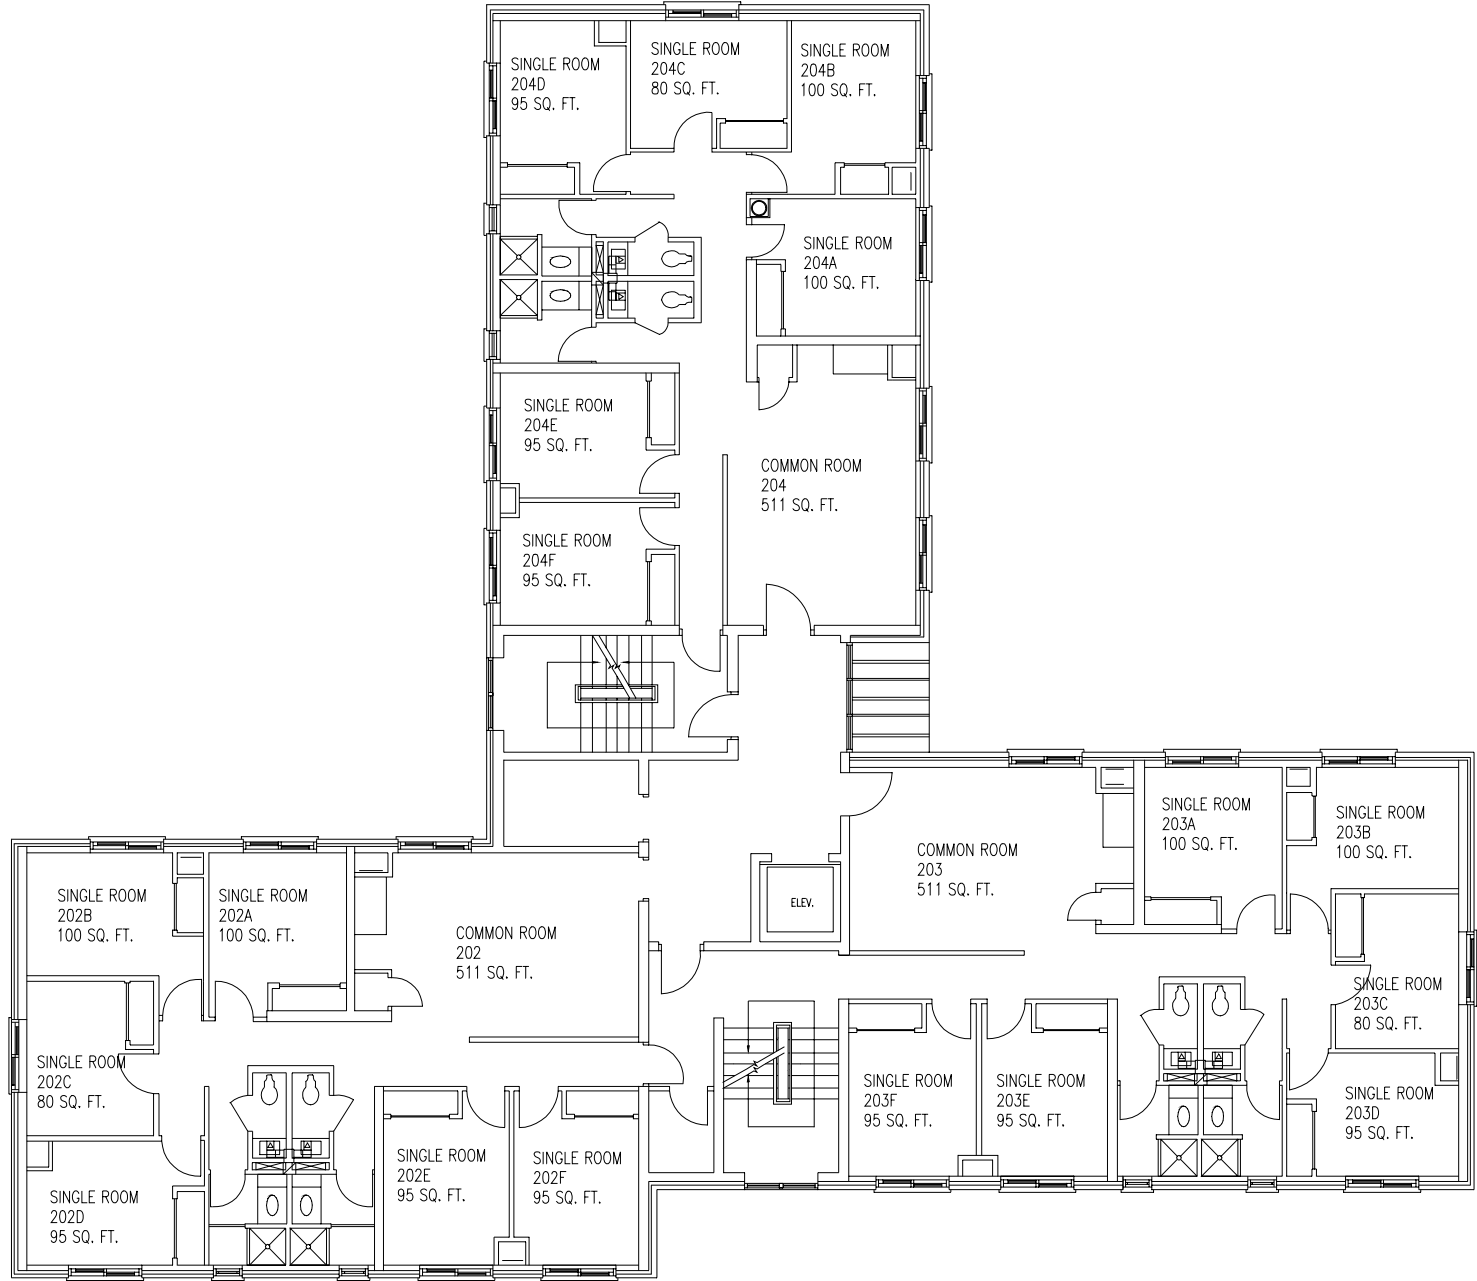 SINGLE ROOM
204D
95 SQ. FT.
SINGLE ROOM
204C
80 SQ. FT.
SINGLE ROOM
204B
100 SQ. FT.
SINGLE ROOM
204A
100 SQ. FT.
SINGLE ROOM
204E
95 SQ. FT.
COMMON ROOM
204
511 SQ. FT.
SINGLE ROOM
204F
95 SQ. FT.
SINGLE ROOM
202B
100 SQ. FT.
SINGLE ROOM
202A
100 SQ. FT.
COMMON ROOM
202
511 SQ. FT.
ELEV.
COMMON ROOM
203
511 SQ. FT.
SINGLE ROOM
203A
100 SQ. FT.
SINGLE ROOM
203B
100 SQ. FT.
SINGLE ROOM
203C
80 SQ. FT.
SINGLE ROOM
202C
80 SQ. FT.
SINGLE ROOM
203F
95 SQ. FT.
SINGLE ROOM
203E
95 SQ. FT.
SINGLE ROOM
203D
95 SQ. FT.
SINGLE ROOM
202D
95 SQ. FT.
SINGLE ROOM
202E
95 SQ. FT.
SINGLE ROOM
202F
95 SQ. FT.